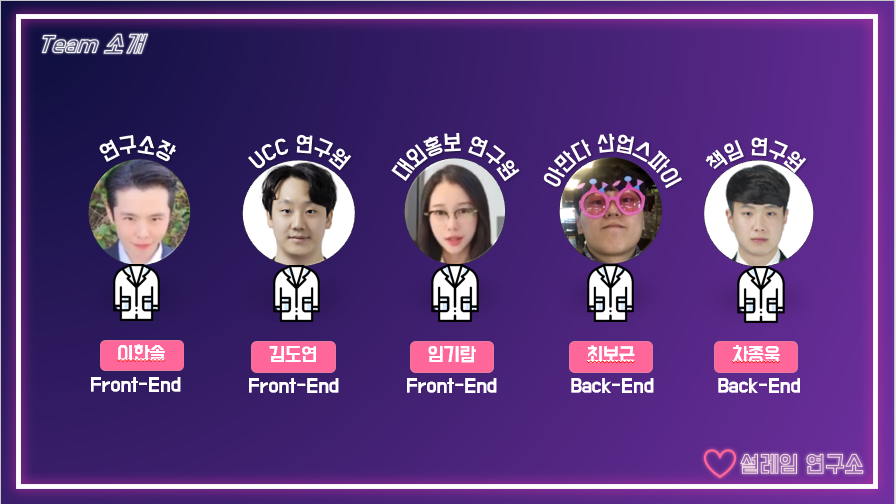 Team 소개
연구소장
UCC 연구원
대외홍보 연구원
아만다 산업스파이
책임 연구원
이한솔
김도연
임기람
최보근
차종욱
Front-End
Front-End
Front-End
Back-End
Back-End
설레임 연구소